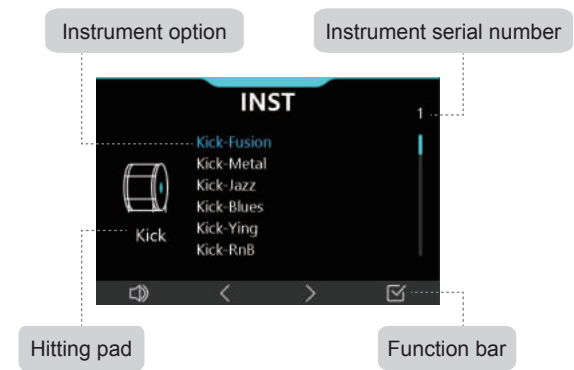 Instrument option
Instrument serial number
INST
1
Kick-Fusion
Kick-Metal
Kick-Jazz
Kick-Blues
Kick-Ying
Kick-RnB
Kick
Hitting pad
Function bar